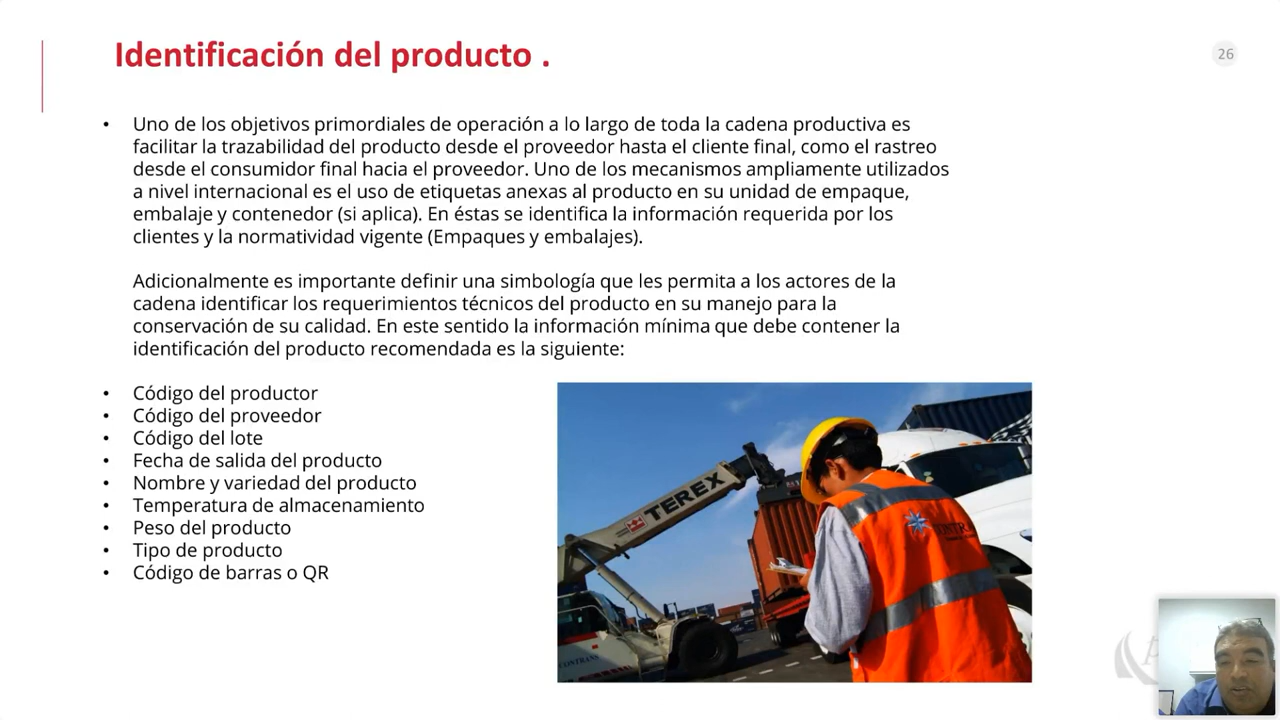 Identificación del producto .
26
• Uno de los objetivos primordiales de operación a lo largo de toda la cadena productiva es
facilitar la trazabilidad del producto desde el proveedor hasta el cliente final, como el rastreo
desde el consumidor final hacia el proveedor. Uno de los mecanismos ampliamente utilizados
a nivel internacional es el uso de etiquetas anexas al producto en su unidad de empaque,
embalaje y contenedor (si aplica). En éstas se identifica la información requerida por los
clientes y la normatividad vigente (Empaques y embalajes).
Adicionalmente es importante definir una simbología que les permita a los actores de la
cadena identificar los requerimientos técnicos del producto en su manejo para la
conservación de su calidad. En este sentido la información mínima que debe contener la
identificación del producto recomendada es la siguiente:
• Código del productor
• Código del proveedor
• Código del lote
• Fecha de salida del producto
• Nombre y variedad del producto
• Temperatura de almacenamiento
• Peso del producto
• Tipo de producto
• Código de barras o QR
TEREX
CONTRANS